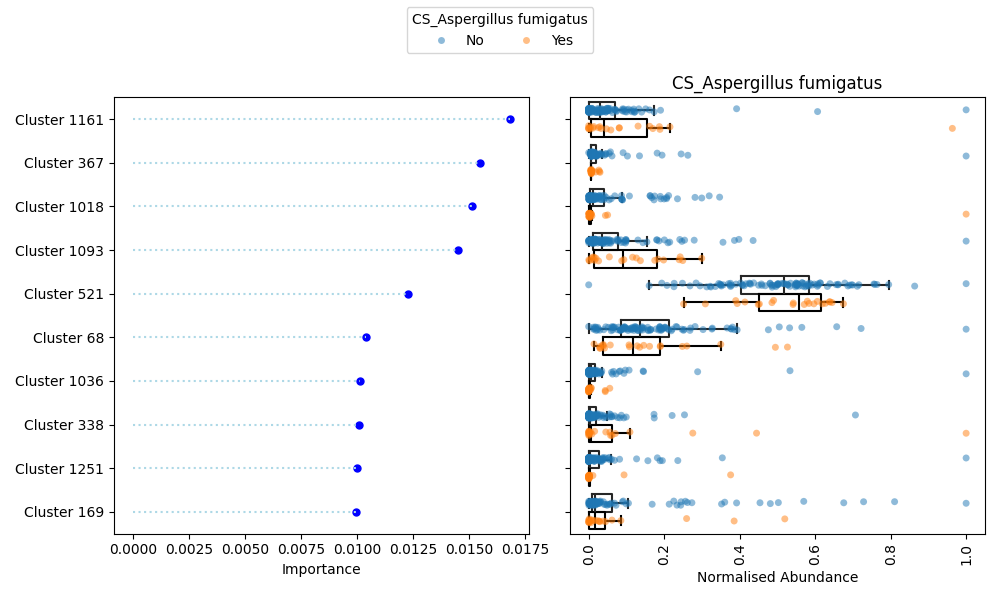 CS_Aspergillus fumigatus
No Yes
CS_Aspergillus fumigatus
Cluster 1161
Cluster 367
Cluster 1018
Cluster 1093
Cluster 521
Cluster 68
Cluster 1036
Cluster 338
Cluster 1251
Cluster 169
0.0000 0.0025 0.0050 0.0075 0.0100 0.0125 0.0150 0.0175
Importance
0.0 0.2 0.4 0.6 0.8 1.0
Normalised Abundance